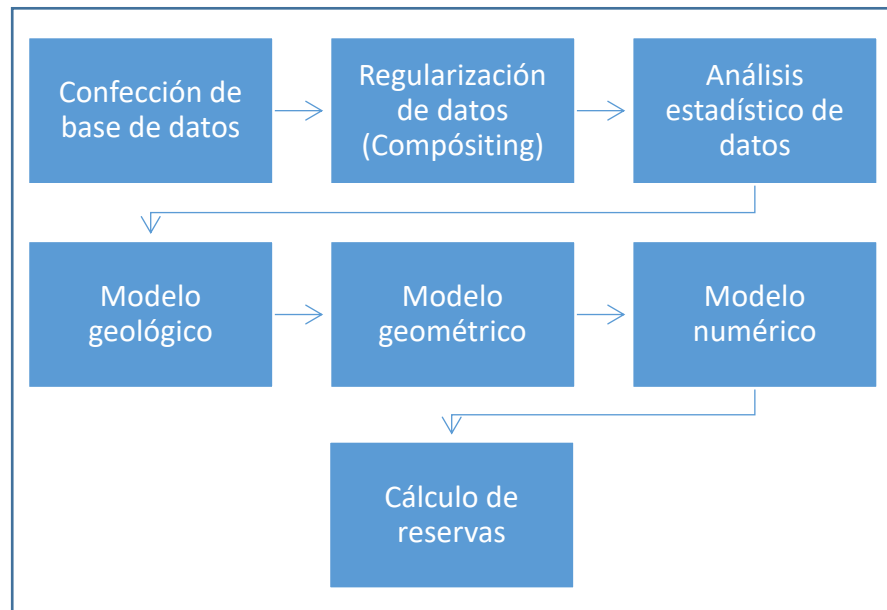 Confección de
base de datos
Regularización
de datos
(Compósiting)
Análisis
estadístico de
datos
Modelo
geológico
Modelo
geométrico
Modelo
numérico
Cálculo de
reservas